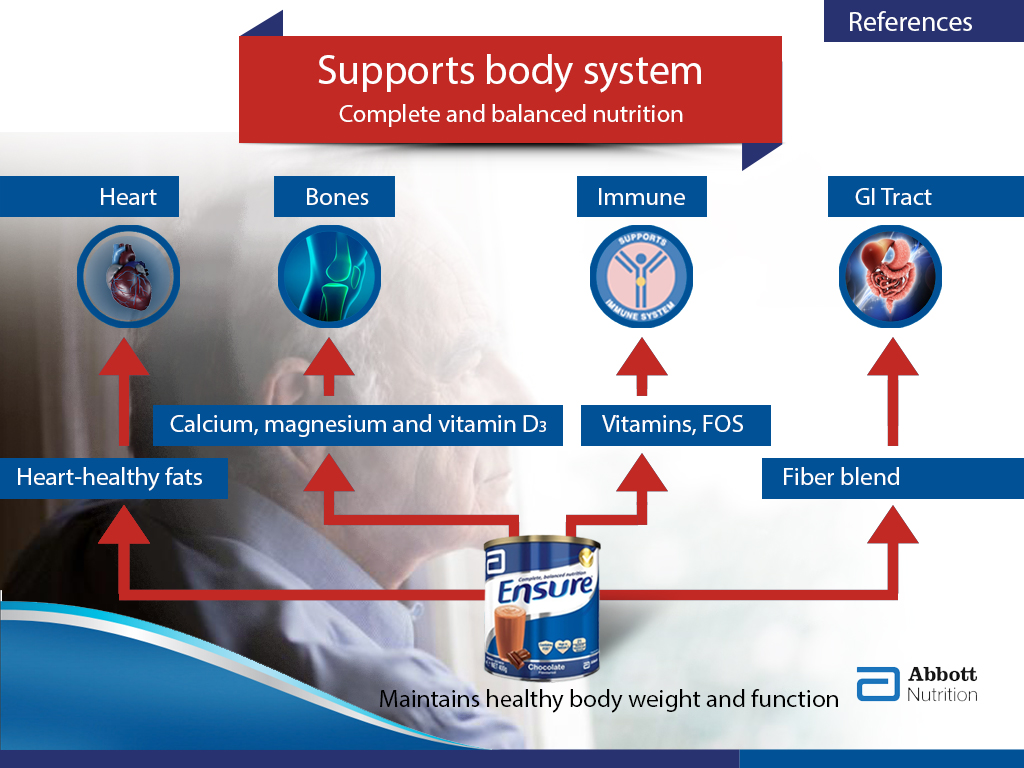 References
Supports body system
Complete and balanced nutrition
Heart
Bones
Immune
GI Tract
SUPPORTS
IMMUNE SYSTEM
Calcium, magnesium and vitamin D3
Vitamins, FOS
Heart-healthy fats
Fiber blend
Complete, balanced nutrition
Ensure
Chocolate
Maintains healthy body weight and function
Abbott
Nutrition